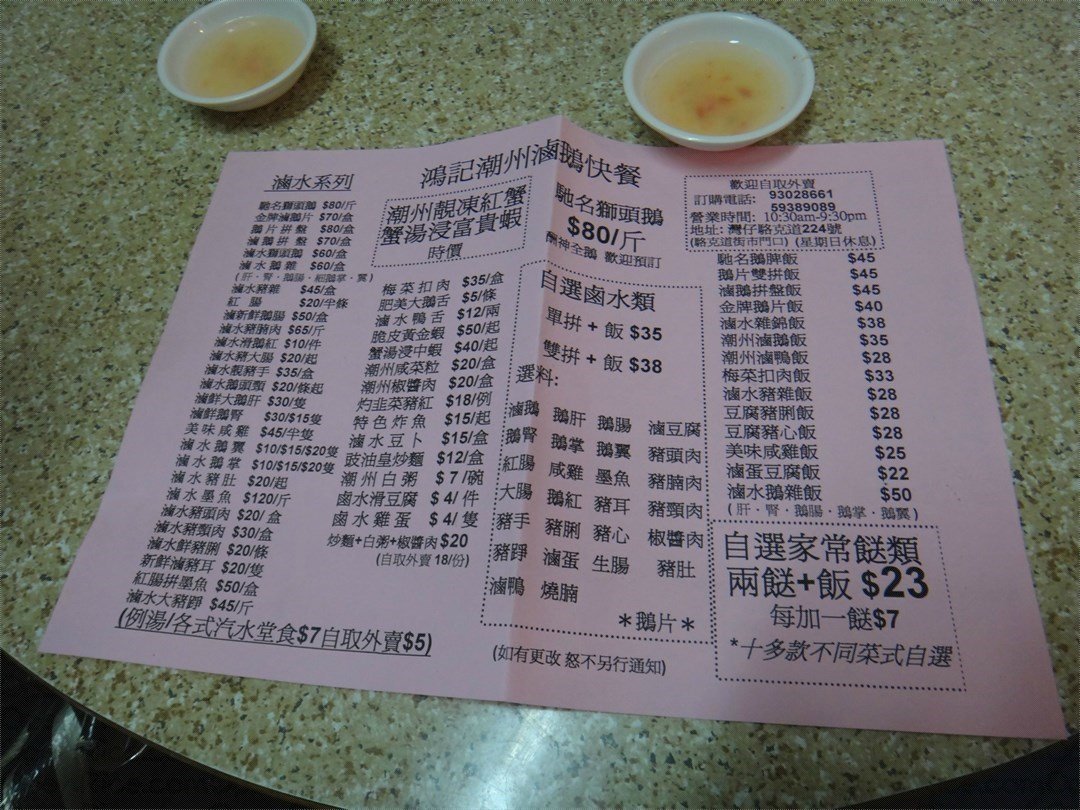 鴻記潮州滷鵝快餐
滷水系列
馳名獅頭鵝 $80/斤
金牌滷鵝片 $70/盒
鵝片拼盤 $80/盒
滷鵝拼盤 $70/盒
滷水獅頭鵝 $60/盒
滷水鵝雜 $60/盒
(肝、腎、鵝腸、
滷水豬雜 $45/盒
紅腸 $20/半條
滷新鮮鵝腸 $50/盒
滷水豬腩肉 $65/斤
滷水滑鵝紅 $10/件
滷水豬大腸 $20/起
滷水靚豬手 $35/盒
滷水鵝頭頸 $20/條起
滷鮮大鵝肝 $30/隻
滷鮮鵝腎 $30/$15隻
美味咸雞 $45/半隻
滷水鵝翼 $10/$15/$20隻
滷水鵝掌 $10/$15/$20隻
滷水豬肚 $20/起
滷水墨魚 $120/斤
滷水豬頭肉 $20/盒
滷水豬頸肉 $30/盒
滷水鮮豬脷 $20/條
新鮮滷豬耳 $20/隻
紅腸拼墨魚 $50/盒
滷水大豬踭 $45/斤
(例湯/各式汽水堂食$7自取外賣$5)
潮州靚凍紅蟹
蟹湯浸富貴蝦
時價
梅菜扣肉 $35/盒
肥美大鵝舌 $5/條
滷水鴨舌 $12/兩
脆皮黃金蝦 $50/起
蟹湯浸中蝦 $40/起
潮州咸菜粒 $20/盒
潮州椒醬肉 $20/盒
灼韭菜豬紅 $18/例
特色炸魚 $15/起
滷水豆卜 $15/盒
豉油皇炒麵 $12/盒
潮州白粥 $7/碗
鹵水滑豆腐 $4/件
鹵水雞蛋 $4/隻
炒麵+白粥+椒醬肉$20
(自取外賣18/份)
馳名獅頭鵝
$80/斤
酬神全鵝 歡迎預訂
自選鹵水類
單拼 + 飯 $35
雙拼 + 飯 $38
選料:
滷鵝 鵝肝 鵝腸 滷豆腐
鵝腎 鵝掌 鵝翼 豬頭肉
紅腸 咸雞 墨魚 豬腩肉
大腸 鵝紅 豬耳 豬頸肉
豬手 豬脷 豬心 椒醬肉
豬踭 滷蛋 生腸 豬肚
滷鴨 燒腩
*鵝片*
(如有更改 恕不另行通知)
歡迎自取外賣
訂購電話: 93028661
59389089
營業時間: 10:30am-9:30pm
地址: 灣仔駱克道224號
(駱克道街市門口) (星期日休息)
馳名鵝脾飯 $45
鵝片雙拼飯 $45
滷鵝拼盤飯 $45
金牌鵝片飯 $40
滷水雜錦飯 $38
潮州滷鵝飯 $35
潮州滷鴨飯 $28
梅菜扣肉飯 $33
滷水豬雜飯 $28
豆腐豬脷飯 $28
豆腐豬心飯 $28
美味咸雞飯 $25
滷蛋豆腐飯 $22
滷水鵝雜飯 $50
(肝、腎、鵝腸、鵝掌、鵝翼)
自選家常餸類
兩餸+飯 $23
每加一餸$7
*十多款不同菜式自選